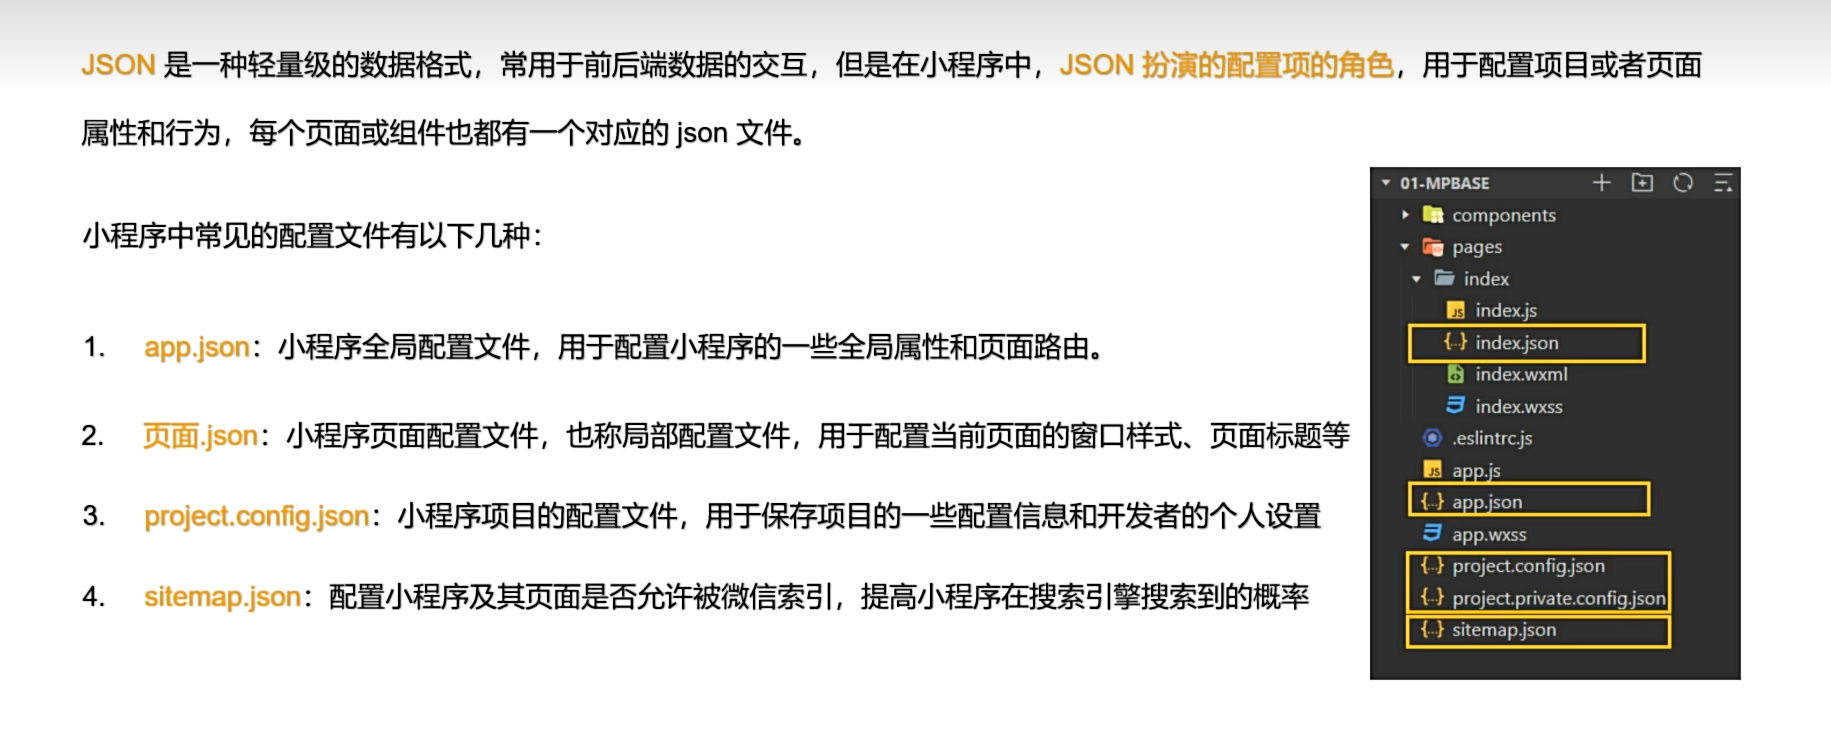 JSON 是一种轻量级的数据格式，常用于前后端数据的交互，但是在小程序中，JSON 扮演的配置项的角色，用于配置项目或者页面
属性和行为，每个页面或组件也都有一个对应的 json 文件。
小程序中常见的配置文件有以下几种：
1. app.json：小程序全局配置文件，用于配置小程序的一些全局属性和页面路由。
2. 页面.json：小程序页面配置文件，也称局部配置文件，用于配置当前页面的窗口样式、页面标题等
3. project.config.json：小程序项目的配置文件，用于保存项目的一些配置信息和开发者的个人设置
4. sitemap.json：配置小程序及其页面是否允许被微信索引，提高小程序在搜索引擎搜索到的概率
01-MPBASE
components
pages
index
JS index.js
{..} index.json
index.wxml
index.wxss
.eslintrc.js
JS app.js
{..} app.json
app.wxss
{..} project.config.json
{..} project.private.config.json
{..} sitemap.json